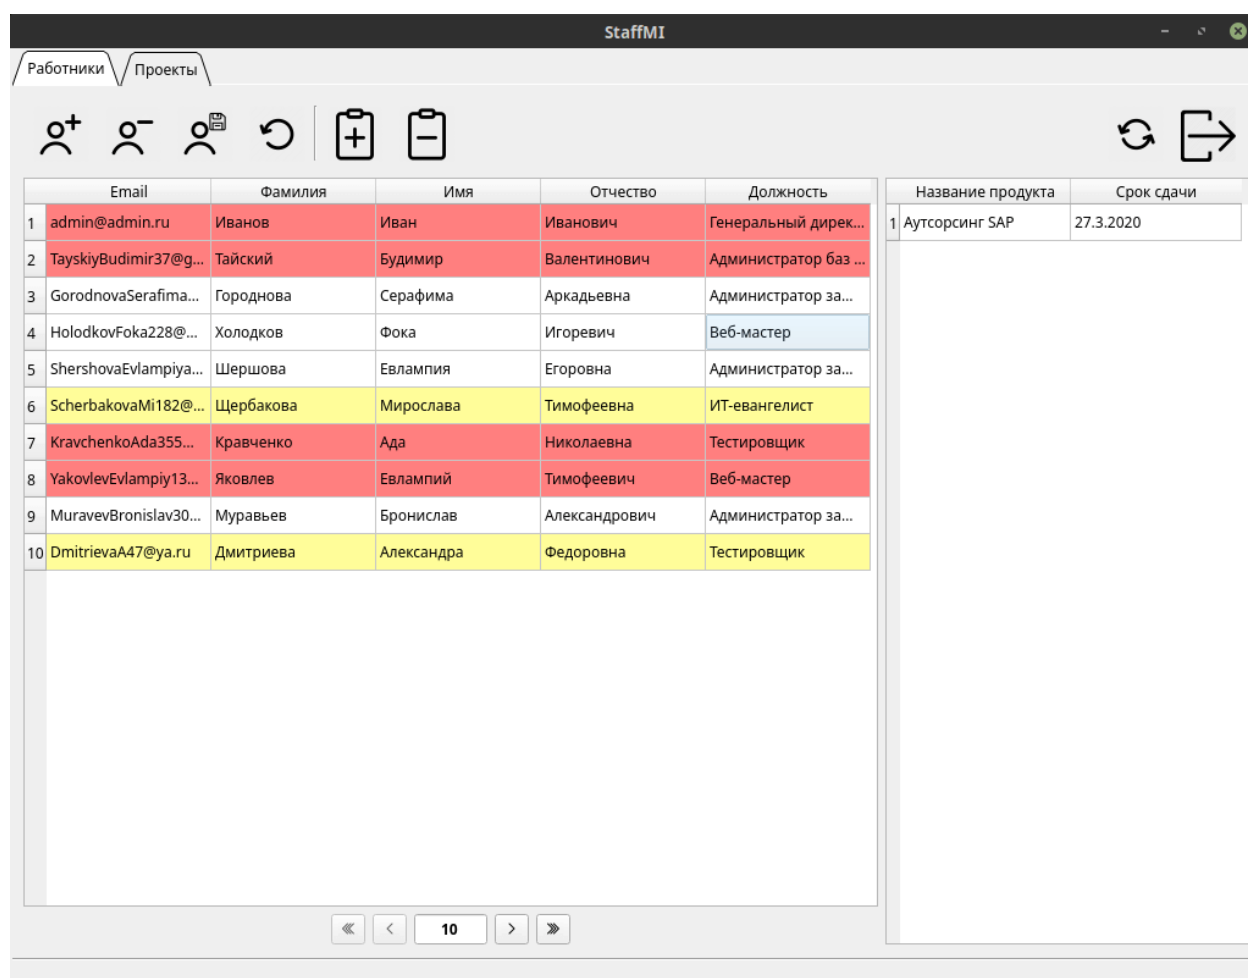 StaffMI
Работники Проекты
Email Фамилия Имя Отчество Должность Название продукта Срок сдачи
1 admin@admin.ru Иванов Иван Иванович Генеральный дирек... 1 Аутсорсинг SAP 27.3.2020
2 TayskiyBudimir37@g... Тайский Будимир Валентинович Администратор баз ...
3 GorodnovaSerafima... Городнова Серафима Аркадьевна Администратор за...
4 HolodkovFoka228@... Холодков Фока Игоревич Веб-мастер
5 ShershovaEvlampiya... Шершова Евлампия Егоровна Администратор за...
6 ScherbakovaMi182@... Щербакова Мирослава Тимофеевна ИТ-евангелист
7 KravchenkoAda355... Кравченко Ада Николаевна Тестировщик
8 YakovlevEvlampiy13... Яковлев Евлампий Тимофеевич Веб-мастер
9 MuravevBronislav30... Муравьев Бронислав Александрович Администратор за...
10 DmitrievaA47@ya.ru Дмитриева Александра Федоровна Тестировщик
10